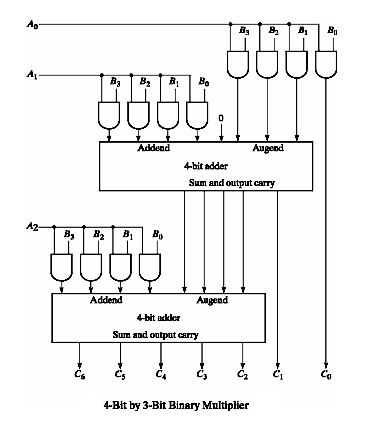 A0
B3 B2 B1 B0
A1
B3 B2 B1 B0
0
Addend Augend
4-bit adder
Sum and output carry
A2
B3 B2 B1 B0
Addend Augend
4-bit adder
Sum and output carry
C6 C5 C4 C3 C2 C1 C0
4-Bit by 3-Bit Binary Multiplier